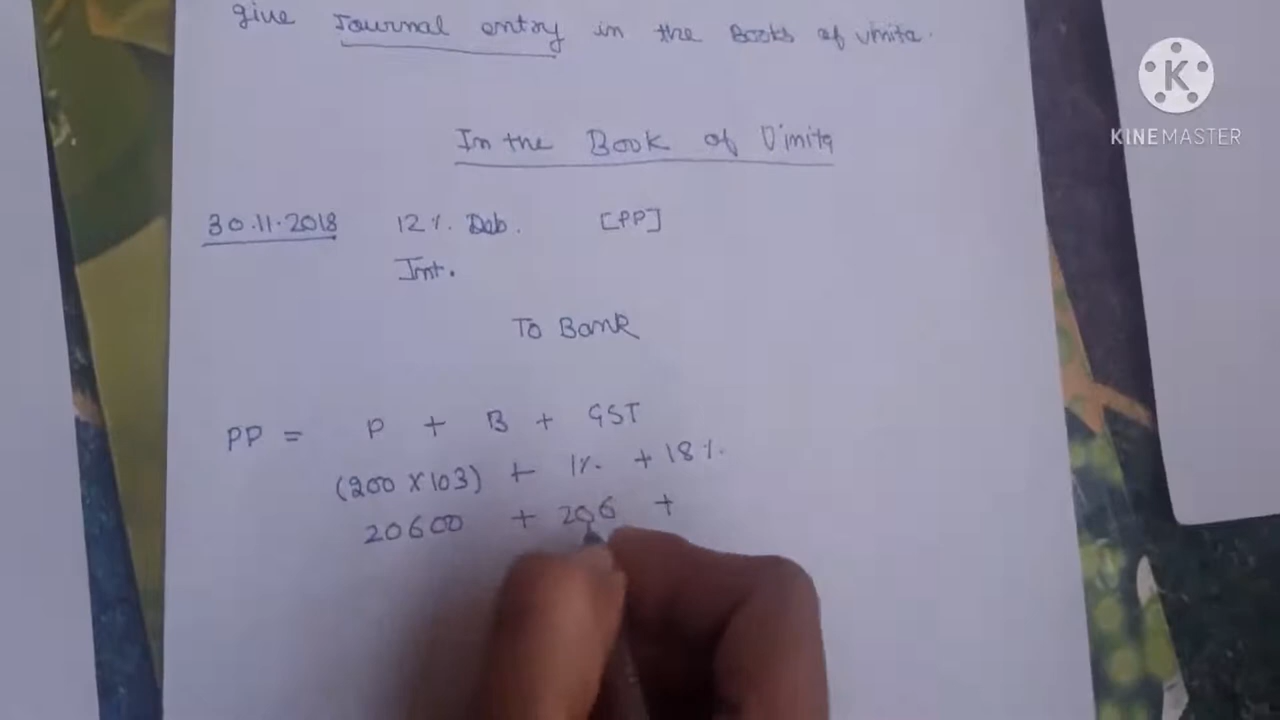 give Journal entry in the Books of vinita.
K
KINEMASTER
In the Book of Vinita
30.11.2018 12%. Deb. [PP]
Int.
To Bank
PP = P + B + GST
(200 X 103) + 1%. + 18%.
20600 + 206 +